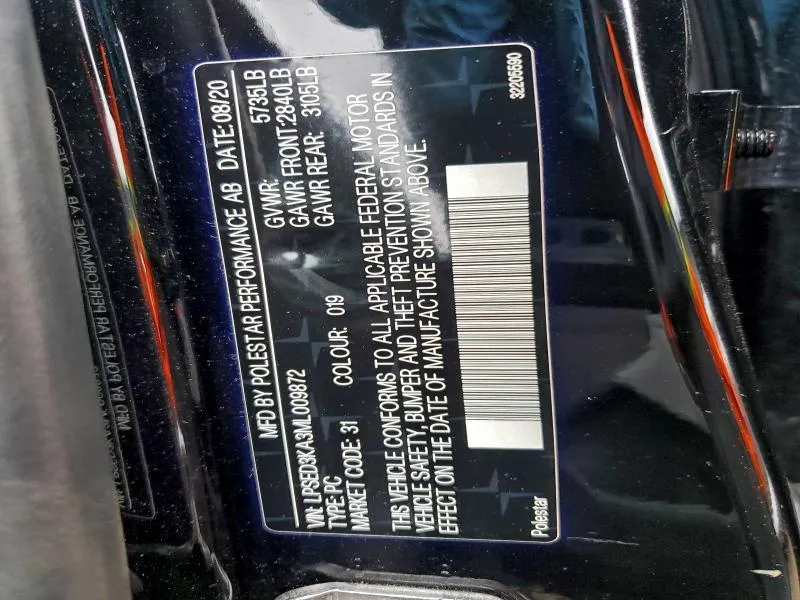 MFD BY POLESTAR PERFORMANCE AB DATE: 08/20
GVWR: 5735LB
GAWR FRONT: 2840LB
GAWR REAR: 3105LB
VIN: LPSED3KA3ML009872
TYPE: PC
MARKET CODE: 31 COLOUR: 019
THIS VEHICLE CONFORMS TO ALL APPLICABLE FEDERAL MOTOR
VEHICLE SAFETY, BUMPER AND THEFT PREVENTION STANDARDS IN
EFFECT ON THE DATE OF MANUFACTURE SHOWN ABOVE.
Polestar 32205590